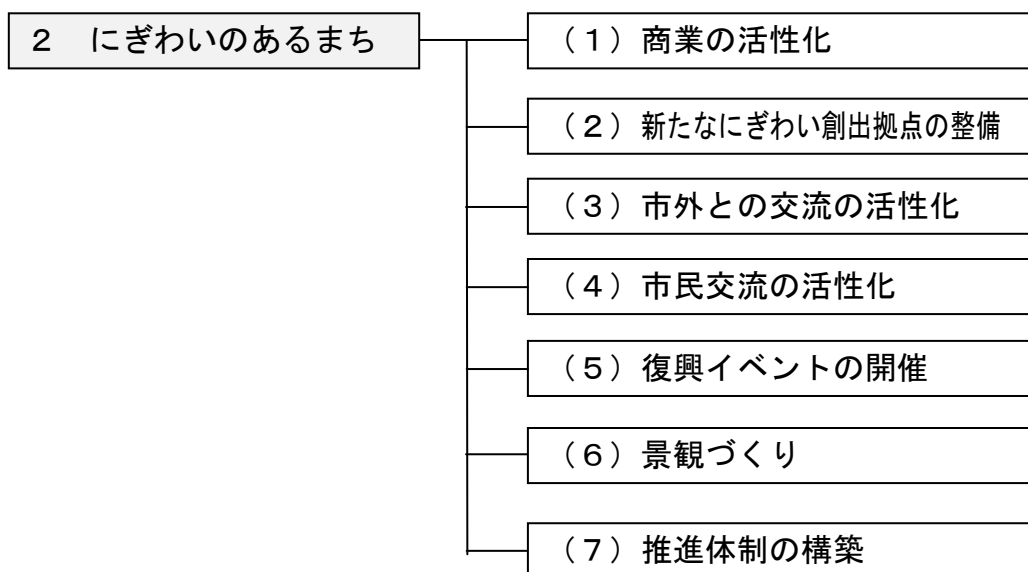 ２　にぎわいのあるまち
（１）商業の活性化
（２）新たなにぎわい創出拠点の整備
（３）市外との交流の活性化
（４）市民交流の活性化
（５）復興イベントの開催
（６）景観づくり
（７）推進体制の構築